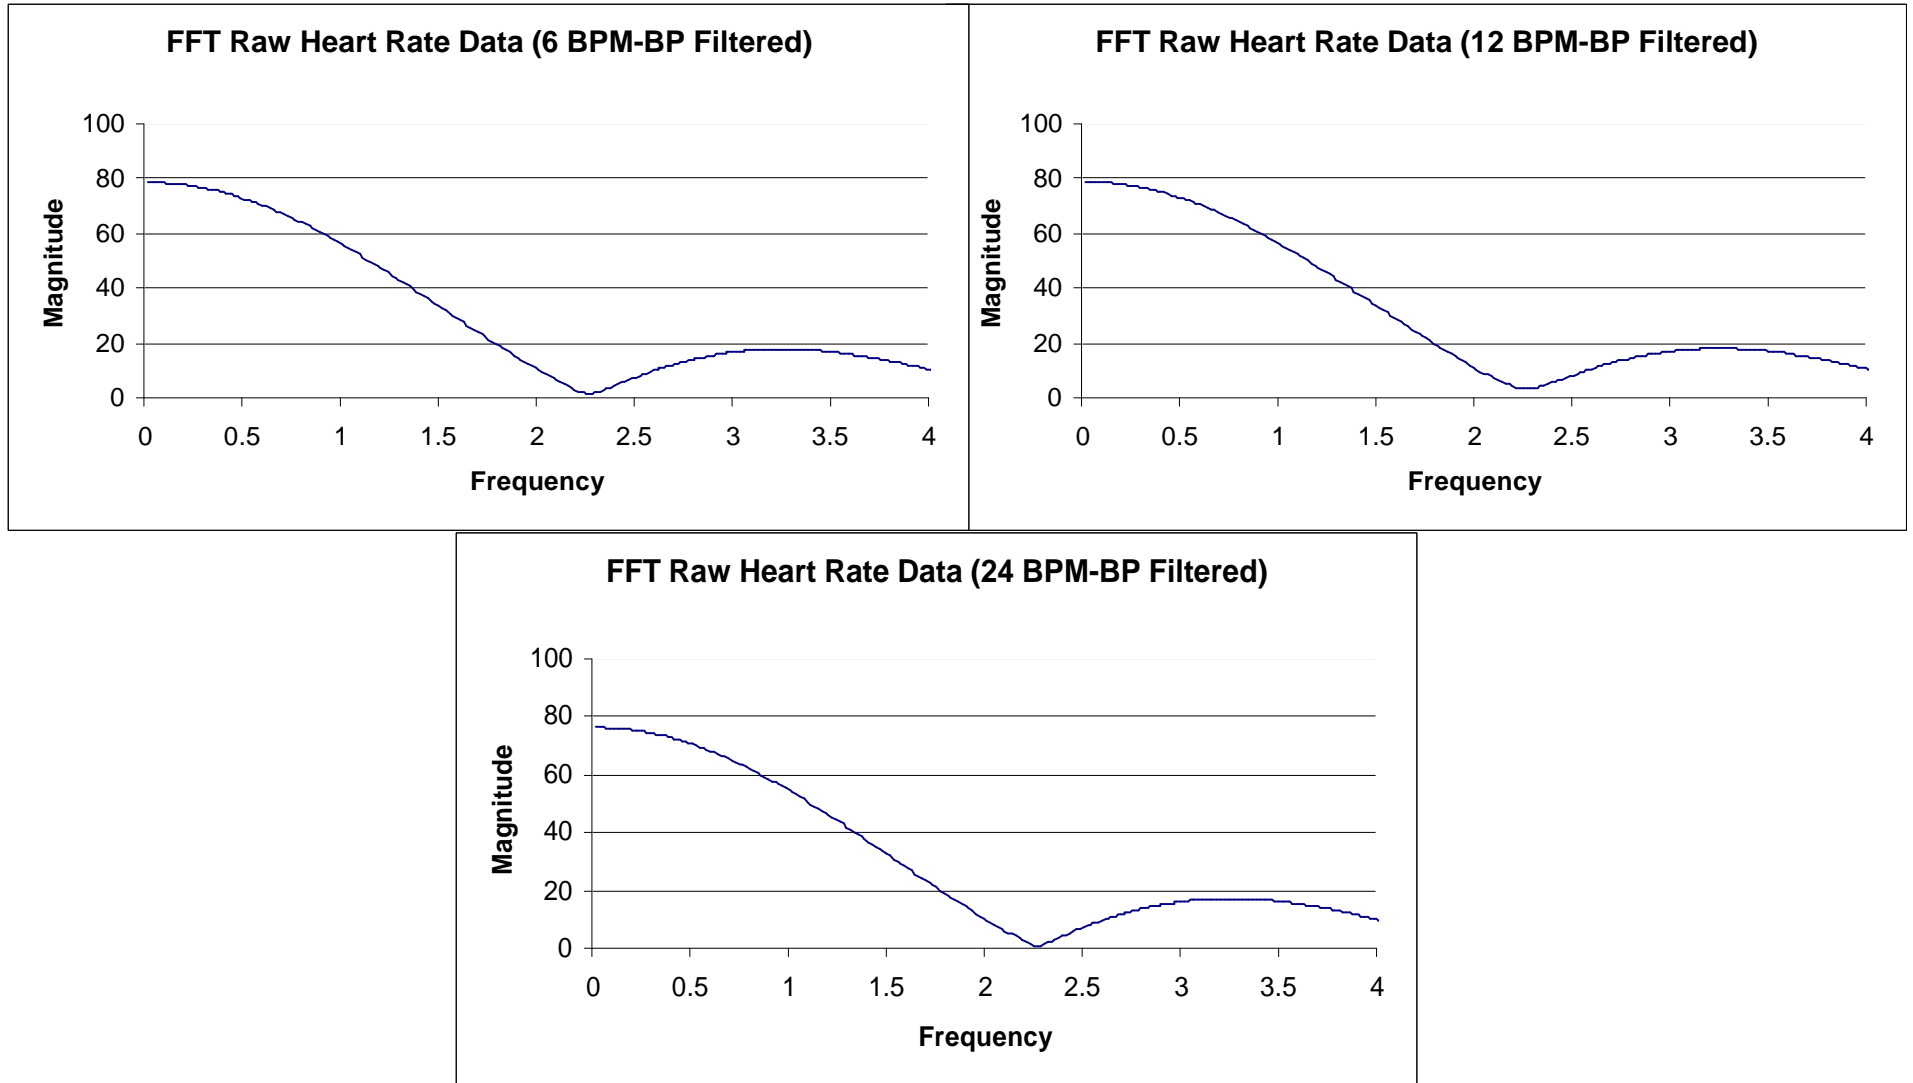 FFT Raw Heart Rate Data (6 BPM-BP Filtered)
100
80
60
40
20
0
Magnitude
0 0.5 1 1.5 2 2.5 3 3.5 4
Frequency
FFT Raw Heart Rate Data (12 BPM-BP Filtered)
100
80
60
40
20
0
Magnitude
0 0.5 1 1.5 2 2.5 3 3.5 4
Frequency
FFT Raw Heart Rate Data (24 BPM-BP Filtered)
100
80
60
40
20
0
Magnitude
0 0.5 1 1.5 2 2.5 3 3.5 4
Frequency